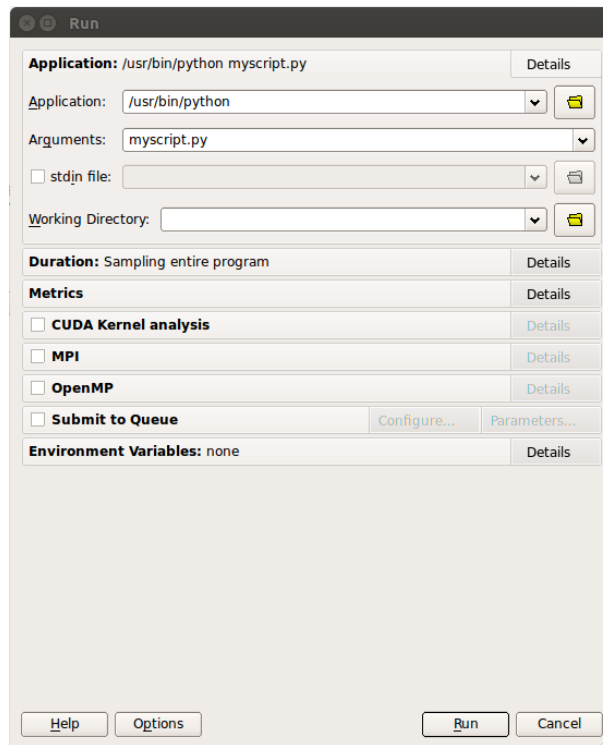 Run
Application: /usr/bin/python myscript.py Details
Application: /usr/bin/python
Arguments: myscript.py
stdin file:
Working Directory:
Duration: Sampling entire program Details
Metrics Details
CUDA Kernel analysis Details
MPI Details
OpenMP Details
Submit to Queue Configure... Parameters...
Environment Variables: none Details
Help Options Run Cancel